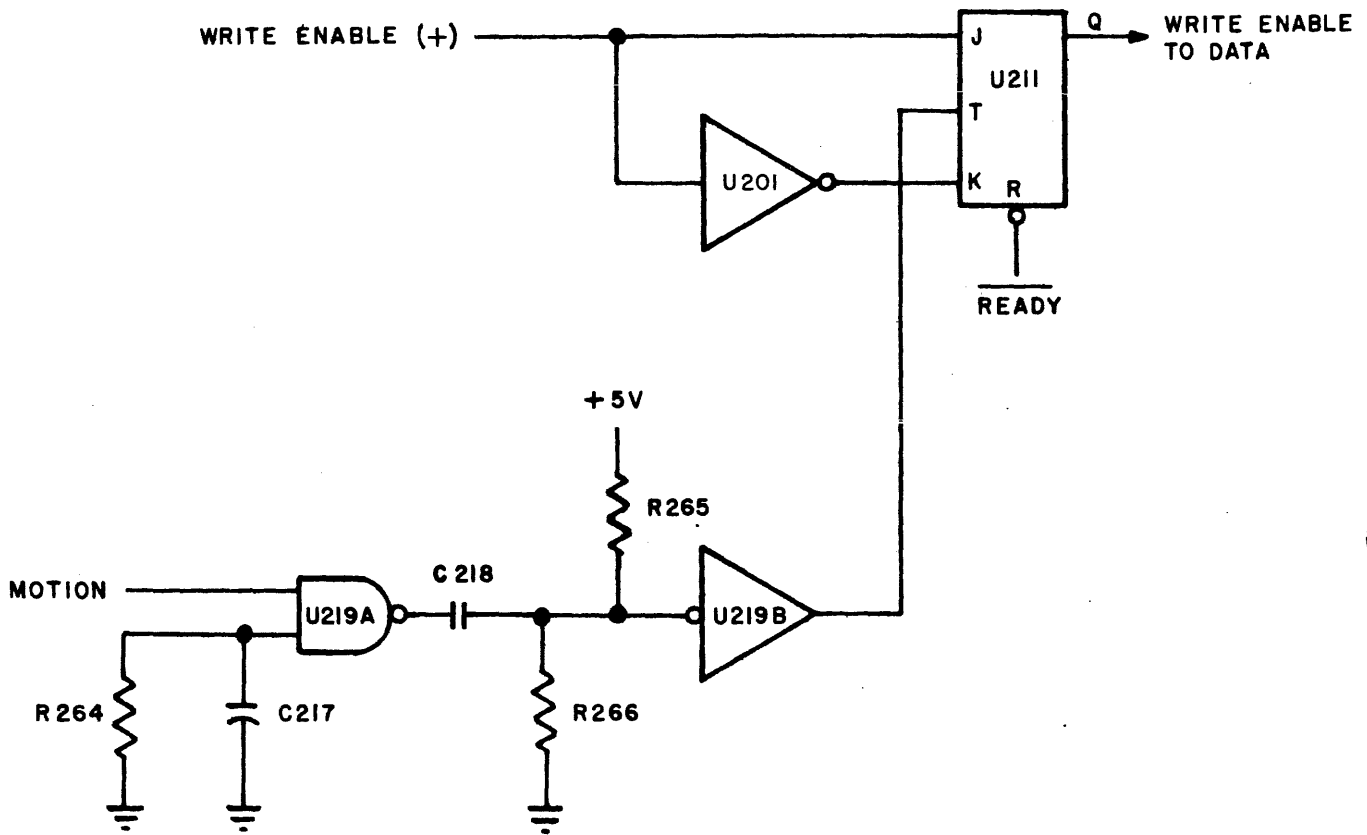 WRITE ENABLE (+)
J
Q
WRITE ENABLE
TO DATA
U211
T
U201
K
R
READY
+5V
R265
MOTION
U219A
C218
U219B
R264
C217
R266